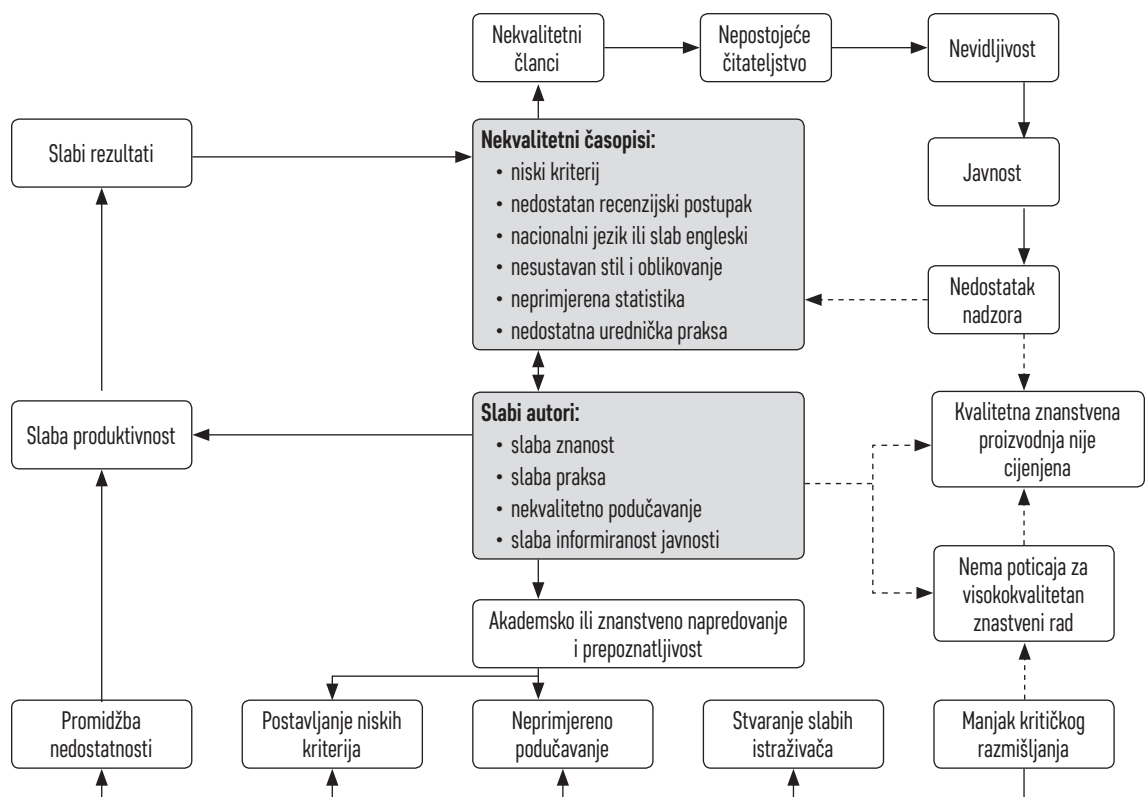 Nekvalitetni
članci
Nepostojeće
čitateljstvo
Nevidljivost
Slabi rezultati
Nekvalitetni časopisi:
• niski kriterij
• nedostatan recenzijski postupak
• nacionalni jezik ili slab engleski
• nesustavan stil i oblikovanje
• neprimjerena statistika
• nedostatna urednička praksa
Javnost
Nedostatak
nadzora
Slaba produktivnost
Slabi autori:
• slaba znanost
• slaba praksa
• nekvalitetno podučavanje
• slaba informiranost javnosti
Kvalitetna znanstvena
proizvodnja nije
cijenjena
Nema poticaja za
visokokvalitetan
znastveni rad
Akademsko ili znanstveno napredovanje
i prepoznatljivost
Promidžba
nedostatnosti
Postavljanje niskih
kriterija
Neprimjereno
podučavanje
Stvaranje slabih
istraživača
Manjak kritičkog
razmišljanja